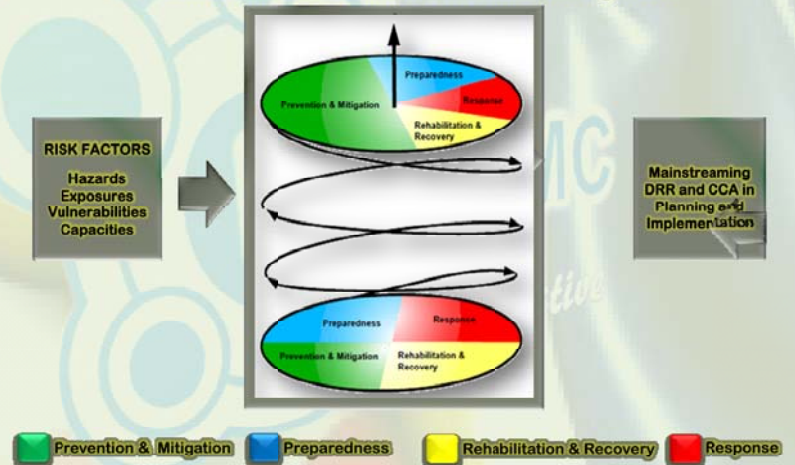 RISK FACTORS
Hazards
Exposures
Vulnerabilities
Capacities
Preparedness
Prevention & Mitigation
Response
Rehabilitation &
Recovery
Preparedness
Response
Prevention & Mitigation
Rehabilitation &
Recovery
Mainstreaming
DRR and CCA in
Planning and
Implementation
MC
Prevention & Mitigation
Preparedness
Rehabilitation & Recovery
Response